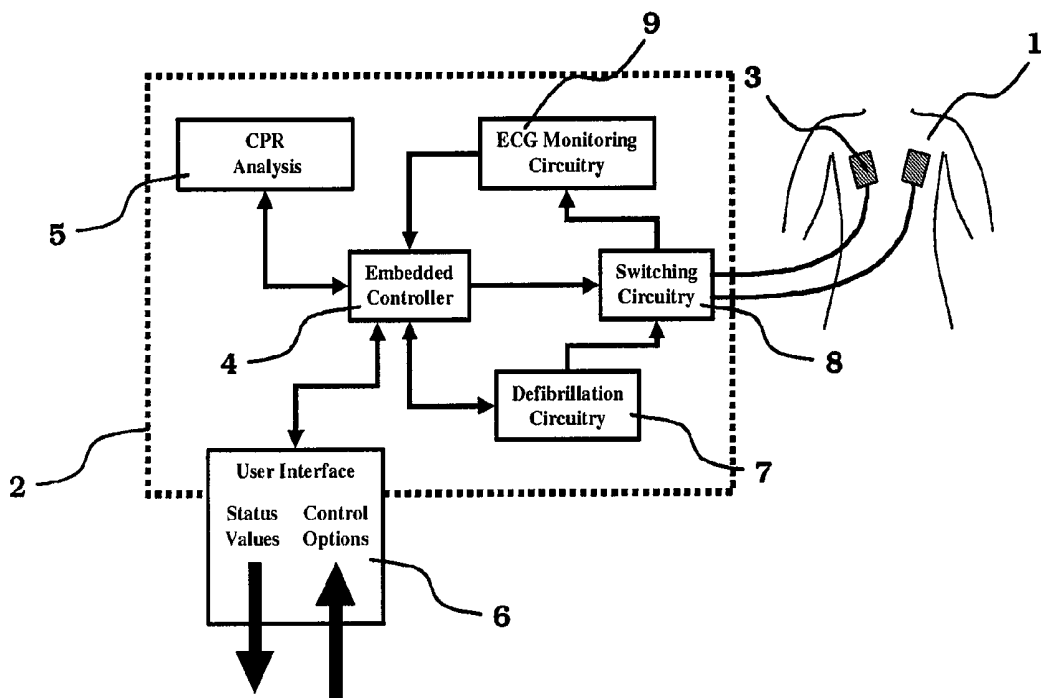 9
1
3
CPR
Analysis
ECG Monitoring
Circuitry
5
Embedded
Controller
Switching
Circuitry
4
8
Defibrillation
Circuitry
2
User Interface
7
Status
Values
Control
Options
6